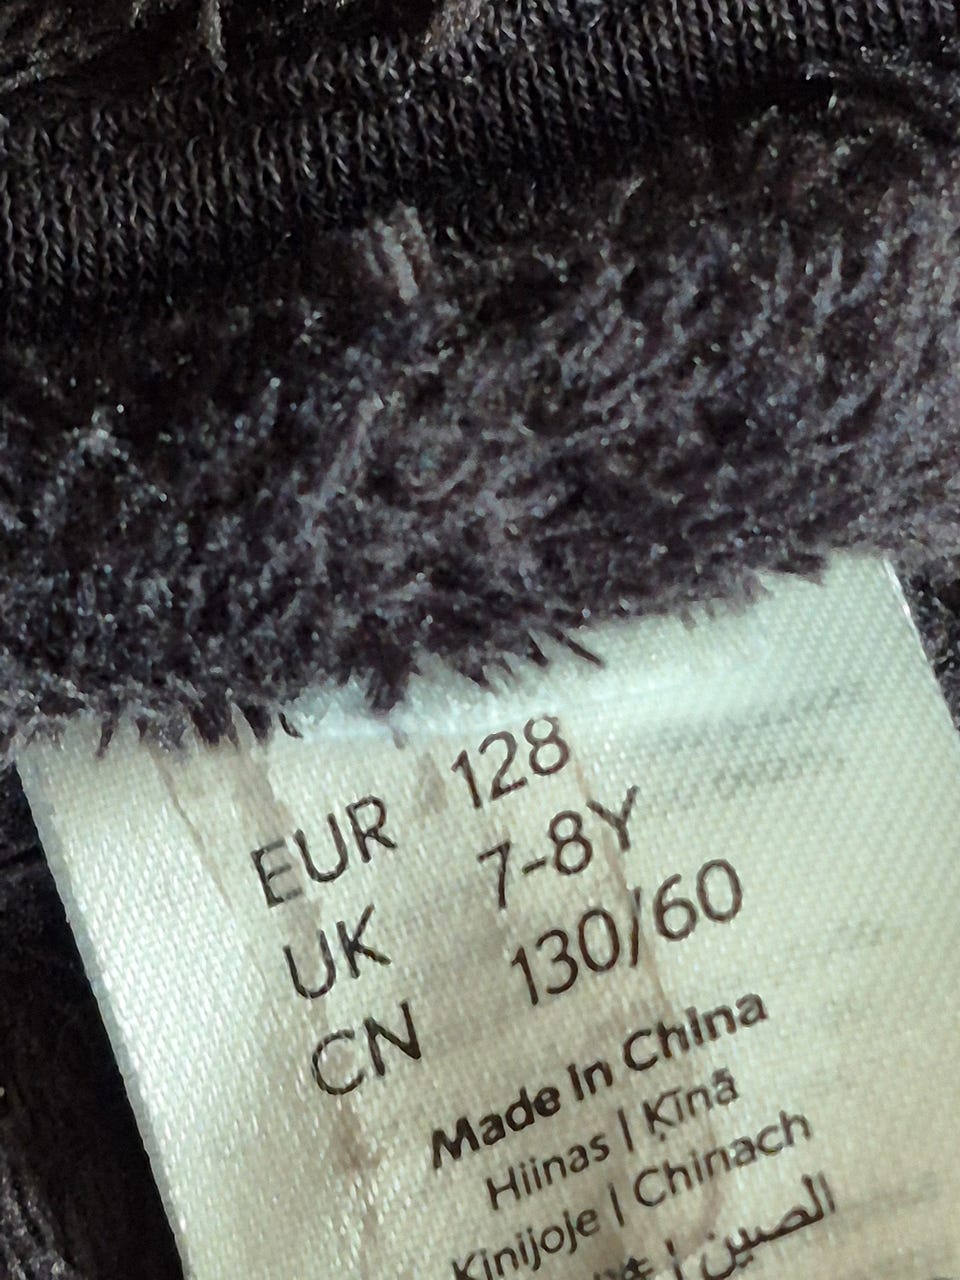 EUR 128
UK 7-8Y
CN 130/60
Made In China
Hiinas | Ķīnā
Kinijoje | Chinach
الصين